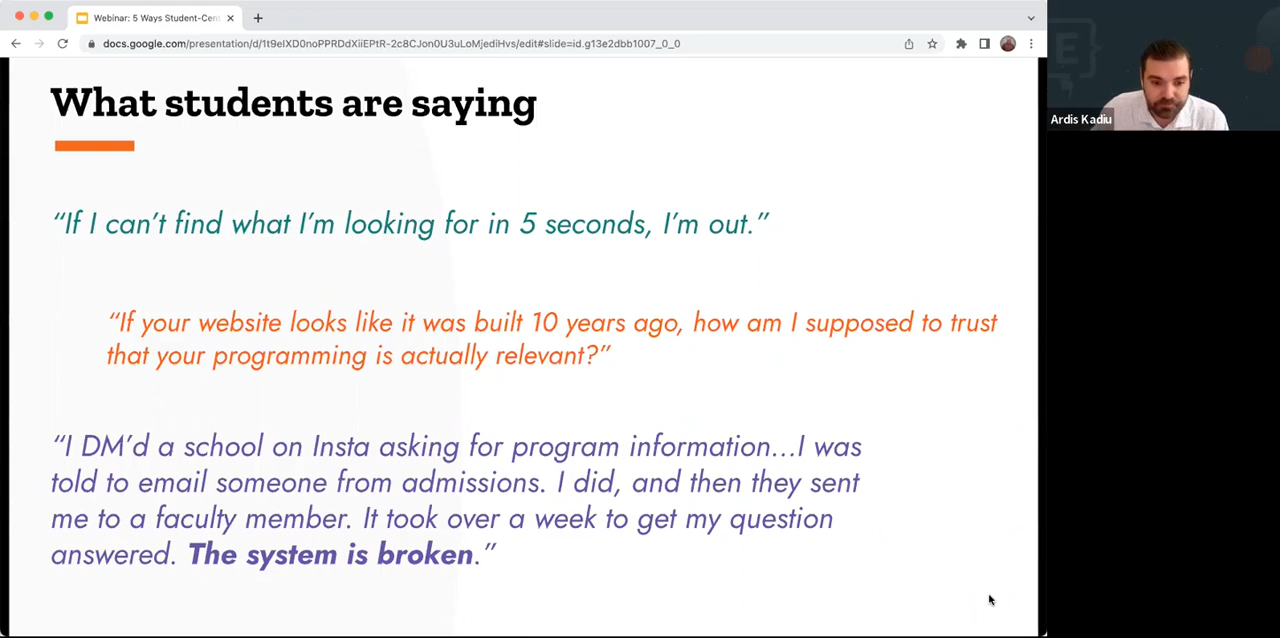 Webinar: 5 Ways Student-Cen
docs.google.com/presentation/d/1t9eIXD0noPPRDdXiiEPtR-2c8CJon0U3uLoMjediHvs/edit#slide=id.g13e2dbb1007_0_0
What students are saying
“If I can’t find what I’m looking for in 5 seconds, I’m out.”
“If your website looks like it was built 10 years ago, how am I supposed to trust
that your programming is actually relevant?”
“I DM’d a school on Insta asking for program information...I was
told to email someone from admissions. I did, and then they sent
me to a faculty member. It took over a week to get my question
answered. The system is broken.”
E
Ardis Kadiu